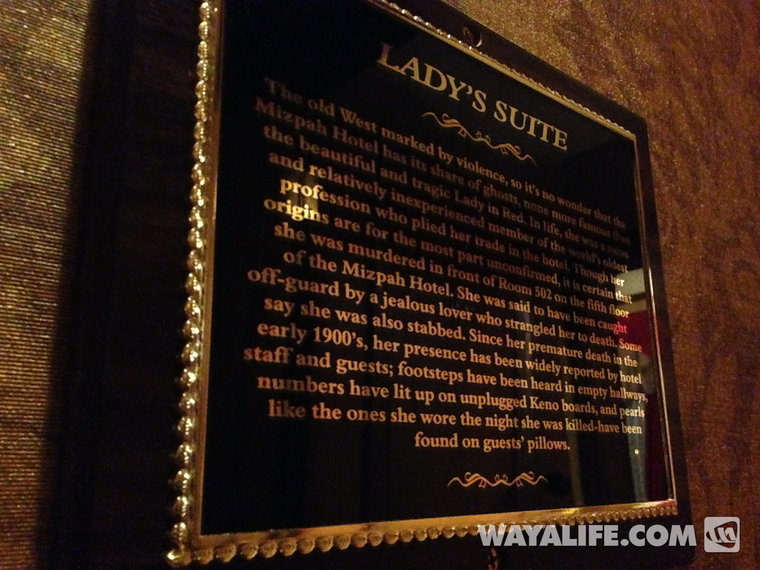 LADY'S SUITE
The old West marked by violence, so it's no wonder that the
Mizpah Hotel has its share of ghosts, none more famous than
the beautiful and tragic Lady in Red. In life, she was a naive
and relatively inexperienced member of the world's oldest
profession who plied her trade in the hotel. Though her
origins are for the most part unconfirmed, it is certain that
she was murdered in front of Room 502 on the fifth floor
of the Mizpah Hotel. She was said to have been caught
off-guard by a jealous lover who strangled her to death. Some
say she was also stabbed. Since her premature death in the
early 1900's, her presence has been widely reported by hotel
staff and guests; footsteps have been heard in empty hallways,
numbers have lit up on unplugged Keno boards, and pearls
like the ones she wore the night she was killed-have been
found on guests' pillows.
WAYALIFE.COM